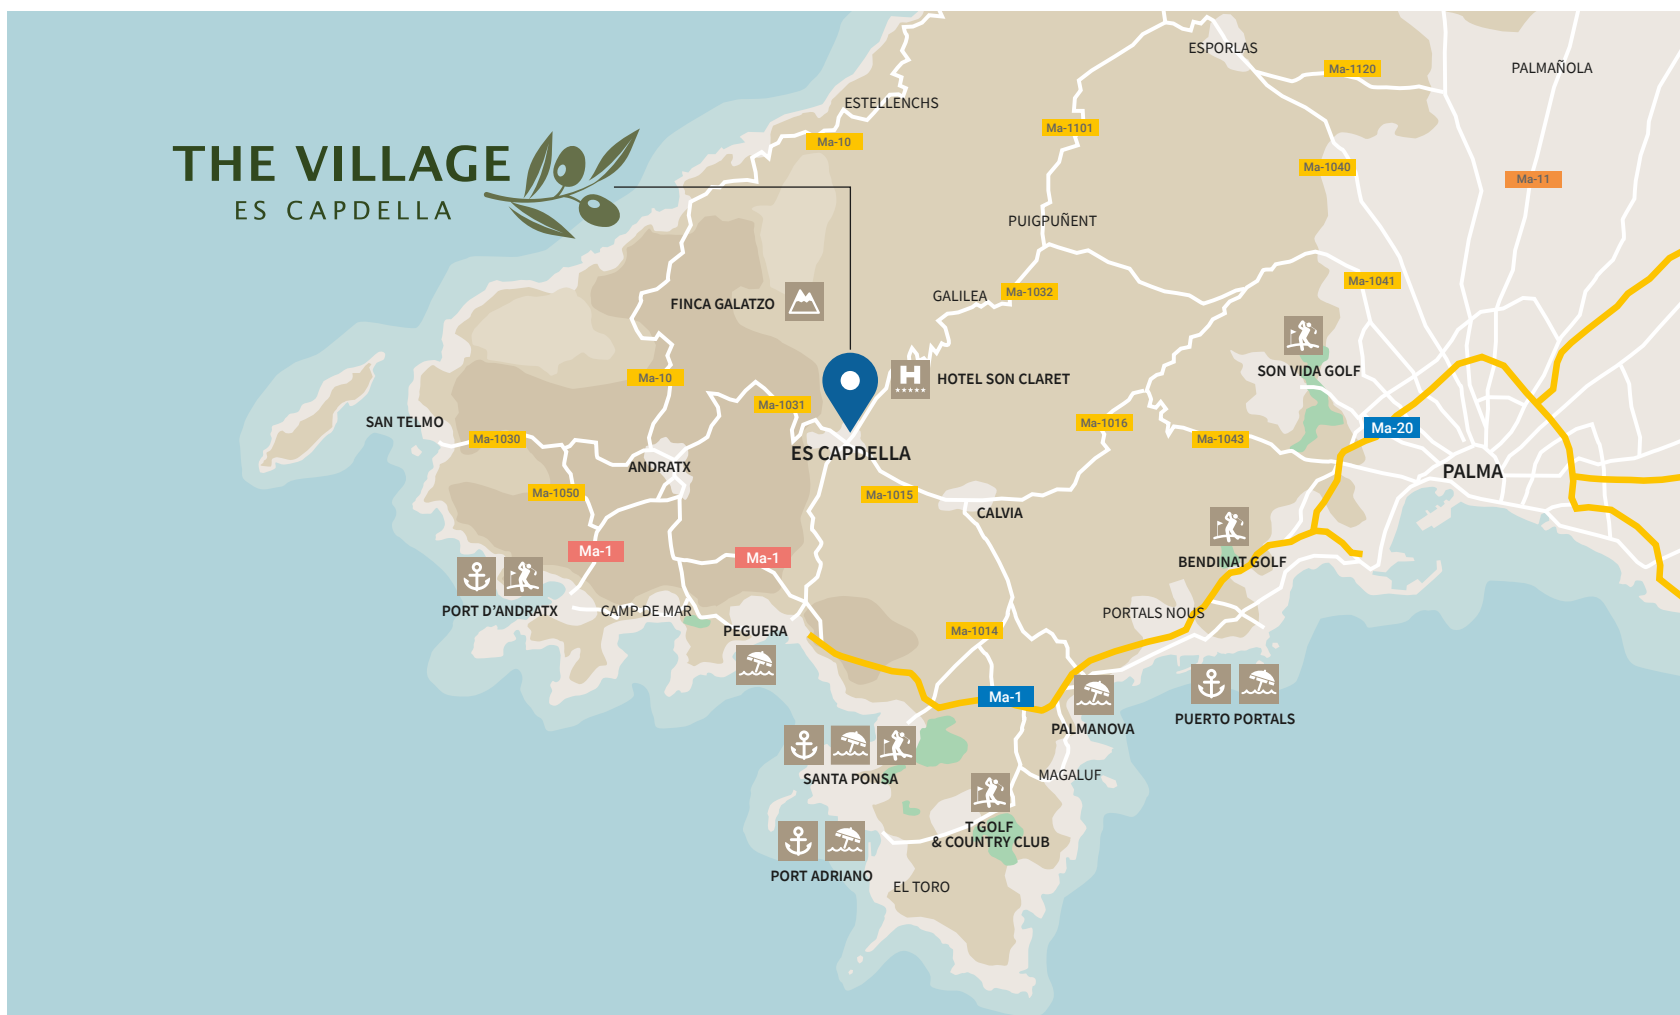 ESPORLAS
Ma-1120
PALMAÑOLA
ESTELLENCHS
Ma-1101
Ma-10
THE VILLAGE
ES CAPDELLA
Ma-1040
Ma-11
PUIGPUÑENT
Ma-1041
GALILEA
Ma-1032
FINCA GALATZO
SON VIDA GOLF
Ma-10
HOTEL SON CLARET
H
Ma-1031
SAN TELMO
Ma-1016
Ma-20
Ma-1030
Ma-1043
ES CAPDELLA
ANDRATX
PALMA
Ma-1050
Ma-1015
CALVIA
Ma-1
Ma-1
BENDINAT GOLF
PORT D’ANDRATX
CAMP DE MAR
PORTALS NOUS
PEGUERA
Ma-1014
Ma-1
PUERTO PORTALS
PALMANOVA
SANTA PONSA
MAGALUF
T GOLF
& COUNTRY CLUB
PORT ADRIANO
EL TORO